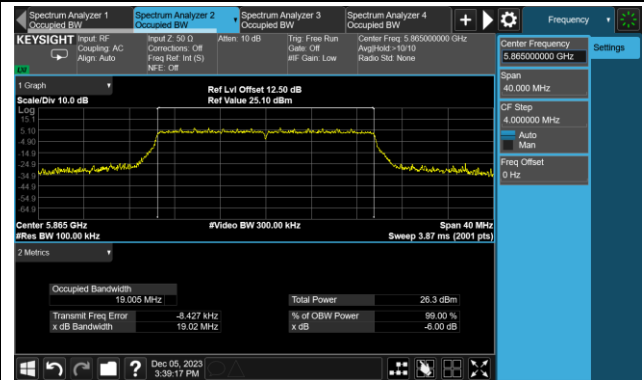 Spectrum Analyzer 1
Occupied BW
Spectrum Analyzer 2
Occupied BW
Spectrum Analyzer 3
Occupied BW
Spectrum Analyzer 4
Occupied BW
Frequency
KEYSIGHT
Input: RF
Coupling: AC
Align: Auto
Input Z: 50 Ω
Corrections: Off
Freq Ref: Int (S)
NFE: Off
Atten: 10 dB
Trig: Free Run
Gate: Off
#IF Gain: Low
Center Freq: 5.865000000 GHz
Avg|Hold:>10/10
Radio Std: None
Center Frequency
5.865000000 GHz
Settings
Span
40.000 MHz
CF Step
4.000000 MHz
Auto
Man
Freq Offset
0 Hz
1 Graph
Scale/Div 10.0 dB
Ref Lvl Offset 12.50 dB
Ref Value 25.10 dBm
Log
15.1
5.10
-4.90
-14.9
-24.9
-34.9
-44.9
-54.9
-64.9
Center 5.865 GHz
#Video BW 300.00 kHz
Span 40 MHz
#Res BW 100.00 kHz
Sweep 3.87 ms (2001 pts)
2 Metrics
Occupied Bandwidth
19.005 MHz
Total Power
26.3 dBm
Transmit Freq Error
-8.427 kHz
% of OBW Power
99.00 %
x dB Bandwidth
19.02 MHz
x dB
-6.00 dB
Dec 05, 2023
3:39:17 PM